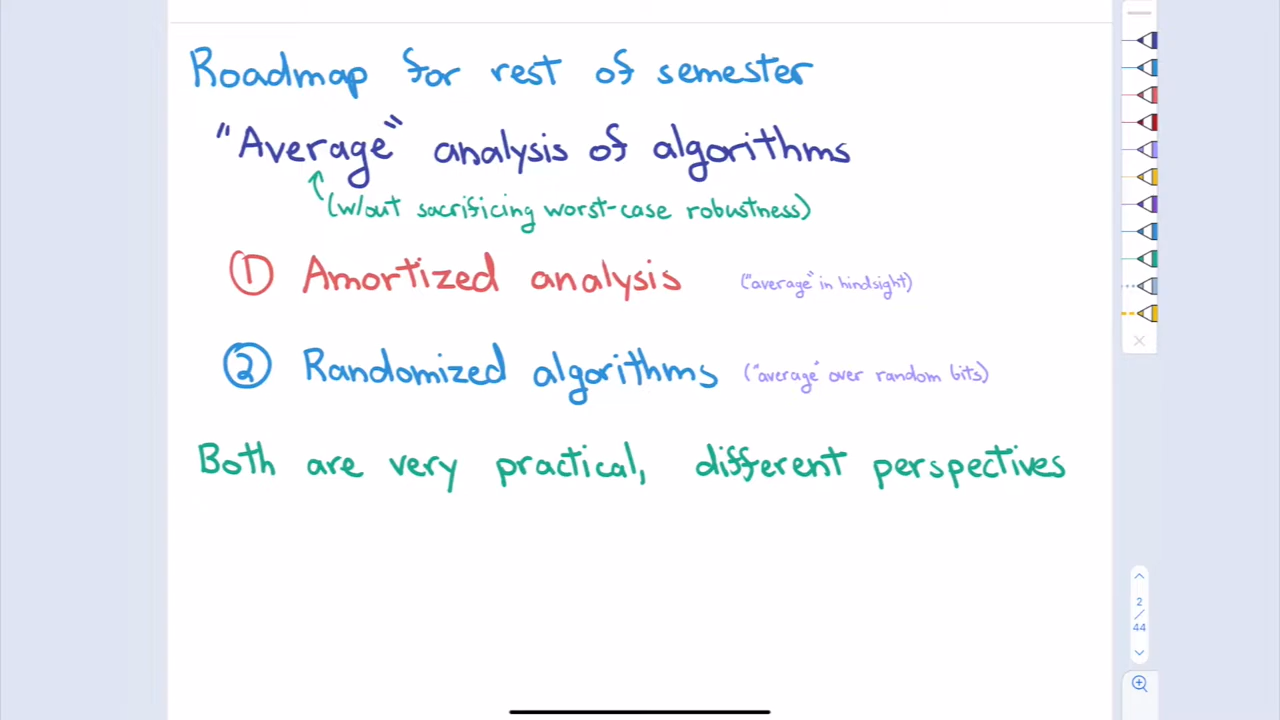 Roadmap for rest of semester
"Average" analysis of algorithms
(w/out sacrificing worst-case robustness)
① Amortized analysis ("average" in hindsight)
② Randomized algorithms ("average" over random bits)
Both are very practical, different perspectives
2
/
44